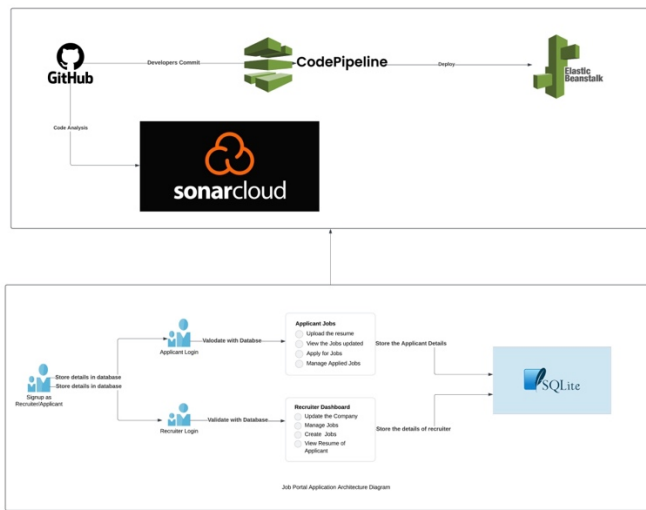 GitHub
Developers Commit
CodePipeline
Deploy
Elastic
Beanstalk
Code Analysis
sonarcloud
Signup as
Recruiter/Applicant
Store details in database
Store details in database
Applicant Login
Valodate with Databse
Applicant Jobs
Upload the resume
View the Jobs updated
Apply for Jobs
Manage Applied Jobs
Store the Applicant Details
SQLite
Recruiter Login
Validate with Database
Recruiter Dashboard
Update the Company
Manage Jobs
Create Jobs
View Resume of
Applicant
Store the details of recruiter
Job Portal Application Architecture Diagram